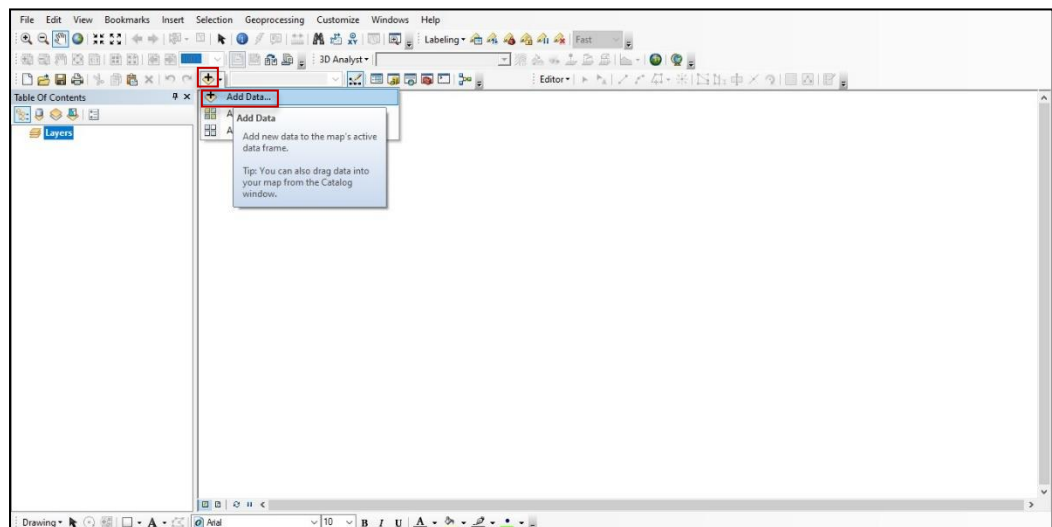 File Edit View Bookmarks Insert Selection Geoprocessing Customize Windows Help
Labeling Fast
3D Analyst
Editor
Table Of Contents
Layers
Add Data...
A
A
Add Data
Add new data to the map's active
data frame.
Tip: You can also drag data into
your map from the Catalog
window.
Drawing A Arial 10 B I U A